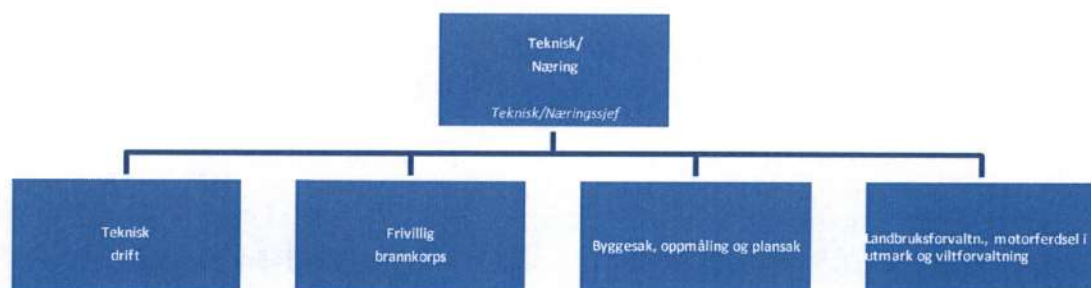 Teknisk/
Næring
Teknisk/Næringssjef
Teknisk
drift
Frivillig
brannkorps
Byggesak, oppmåling og plansak
Landbruksforvaltn., motorferdsel i
utmark og viltforvaltning